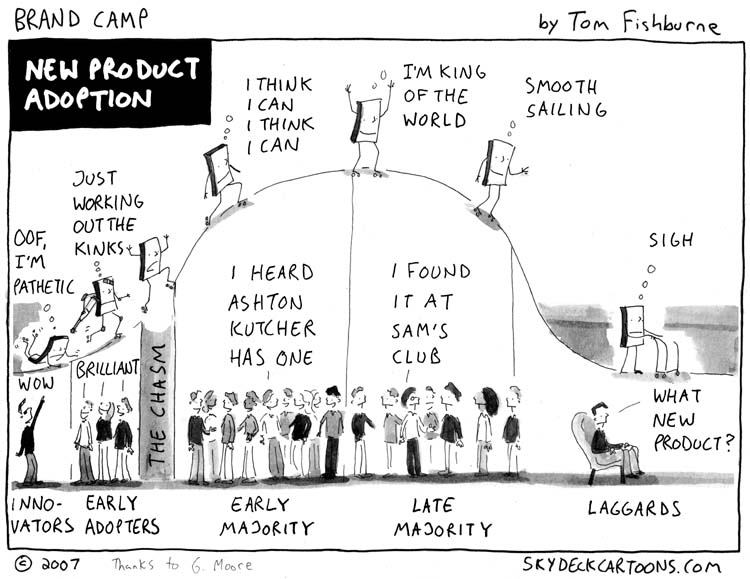 BRAND CAMP
by Tom Fishburne
NEW PRODUCT
ADOPTION
OOF,
I'M
PATHETIC
JUST
WORKING
OUT THE
KINKS
I THINK
I CAN
I THINK
I CAN
I'M KING
OF THE
WORLD
SMOOTH
SAILING
SIGH
WOW
BRILLIANT
THE CHASM
I HEARD
ASHTON
KUTCHER
HAS ONE
I FOUND
IT AT
SAM'S
CLUB
WHAT
NEW
PRODUCT?
INNO-
VATORS
EARLY
ADOPTERS
EARLY
MAJORITY
LATE
MAJORITY
LAGGARDS
© 2007
Thanks to G. Moore
SKYDECKCARTOONS.COM